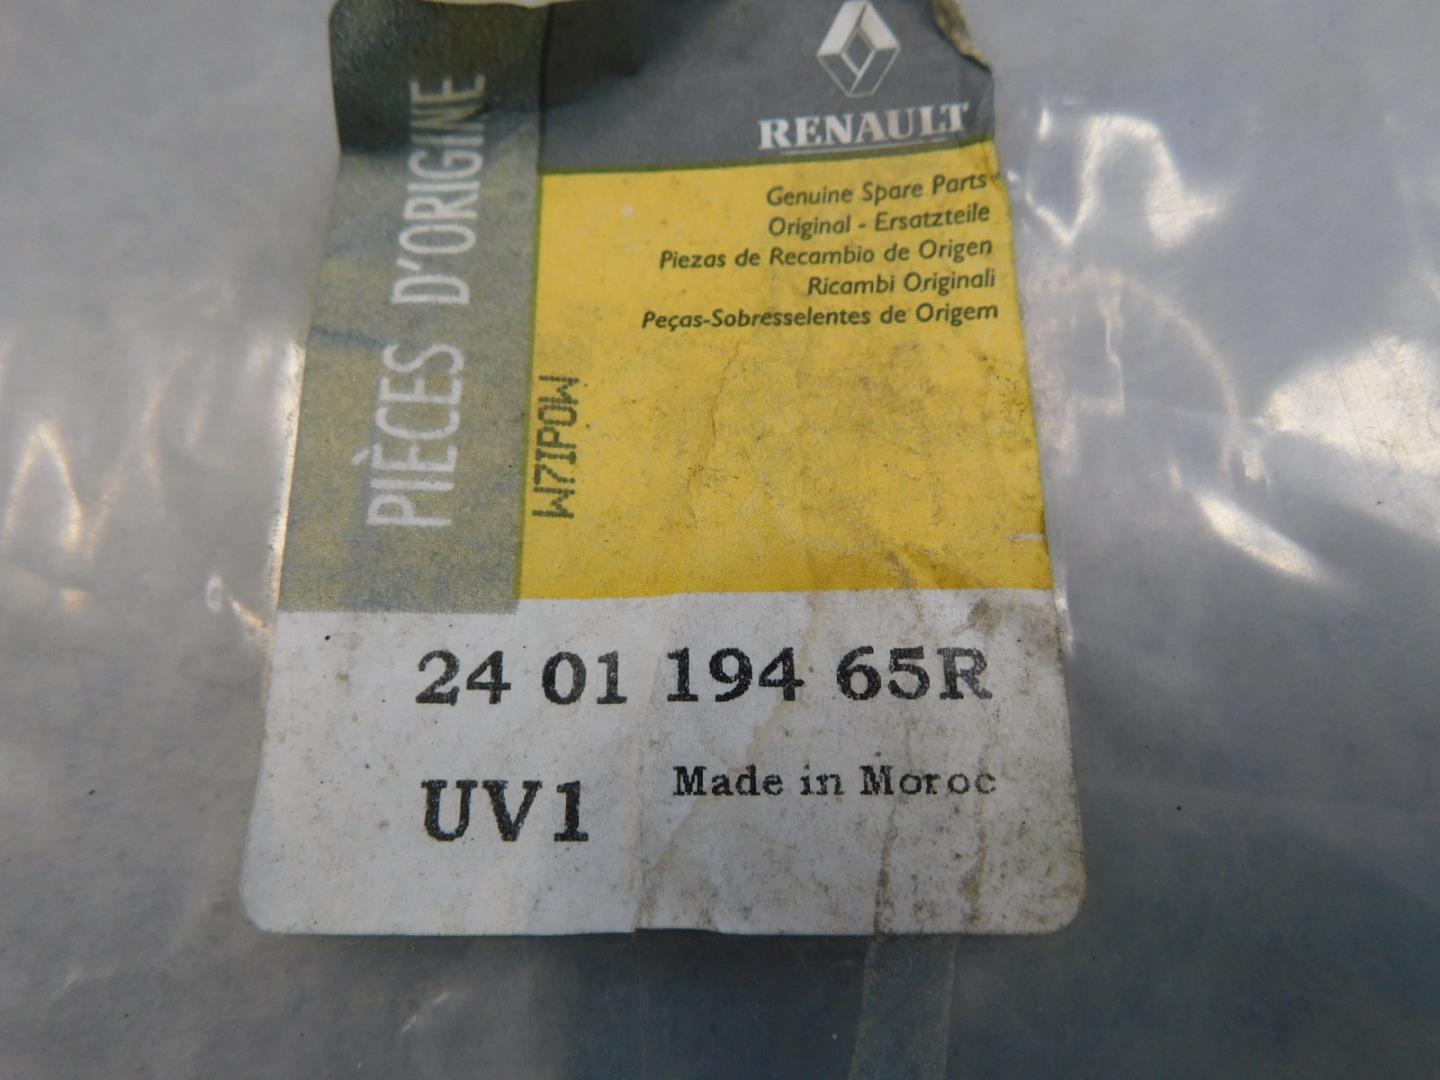 RENAULT
PIÈCES D'ORIGINE
Genuine Spare Parts
Original - Ersatzteile
Piezas de Recambio de Origen
Ricambi Originali
Peças-Sobresselentes de Origem
W7IPOW
24 01 194 65R
UV1
Made in Moroc